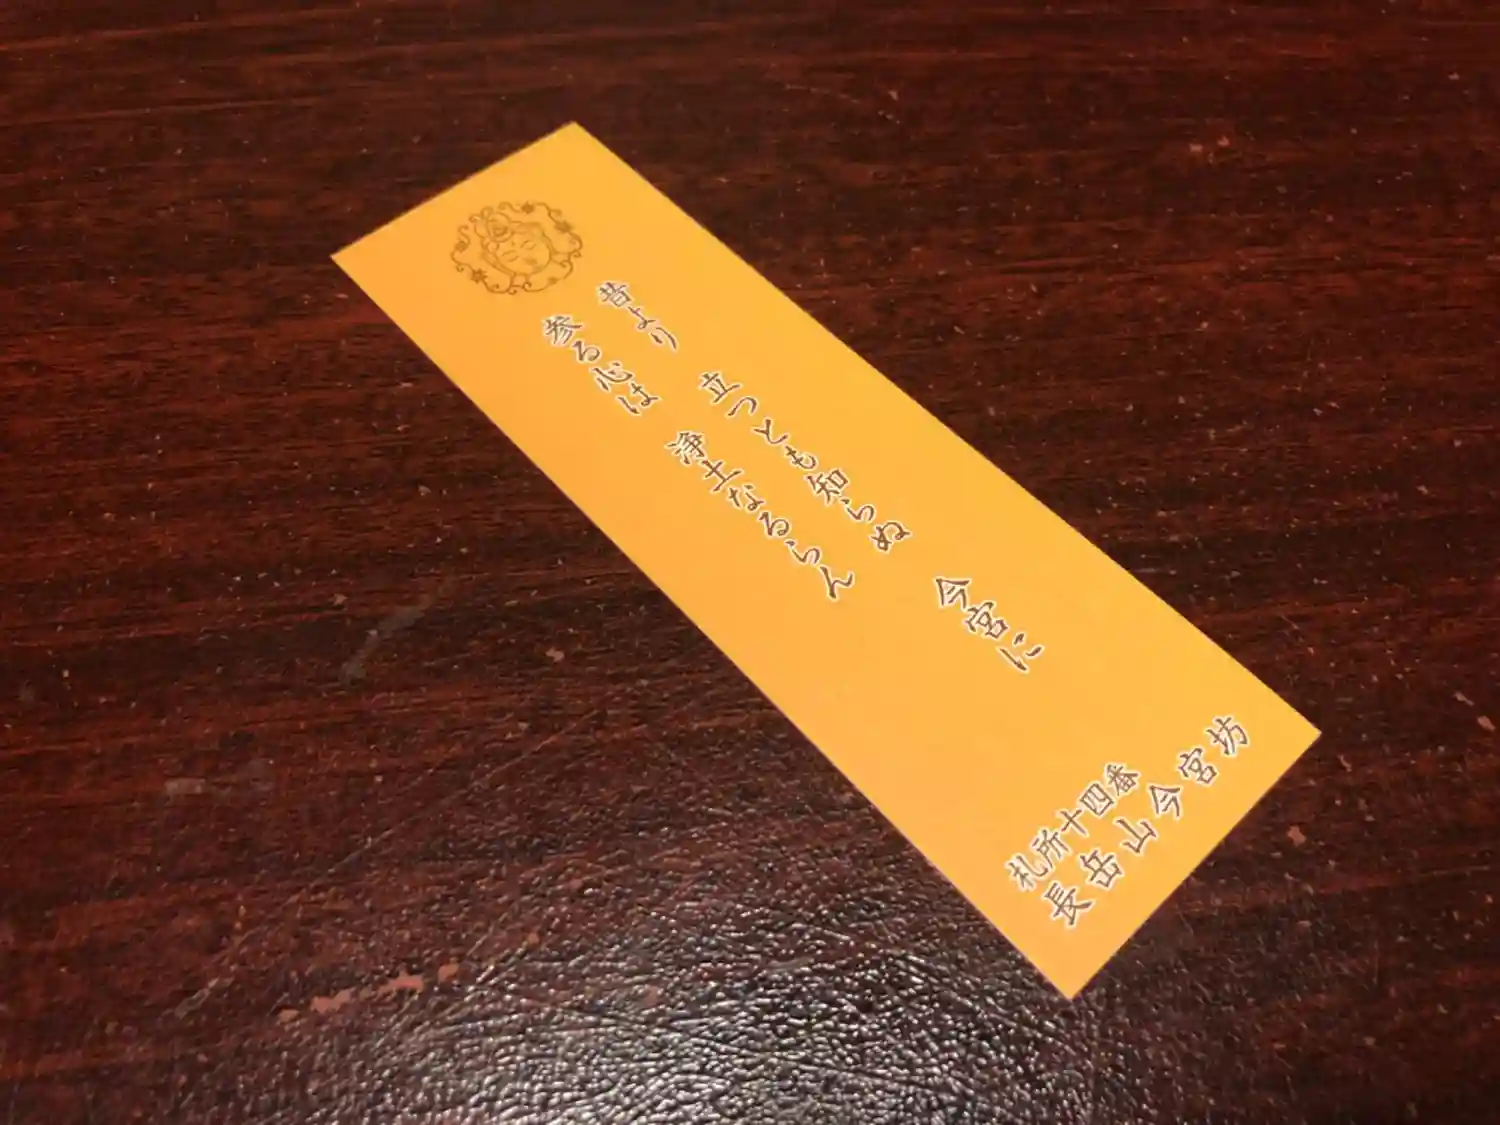 昔より 立つとも知らぬ 今宮に
参る心は 浄土なるらん
札所十四番
長岳山今宮坊